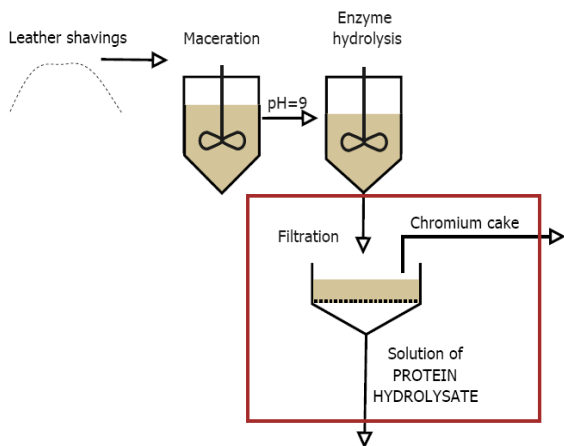 Leather shavings
Maceration
Enzyme
hydrolysis
pH=9
Filtration
Chromium cake
Solution of
PROTEIN
HYDROLYSATE